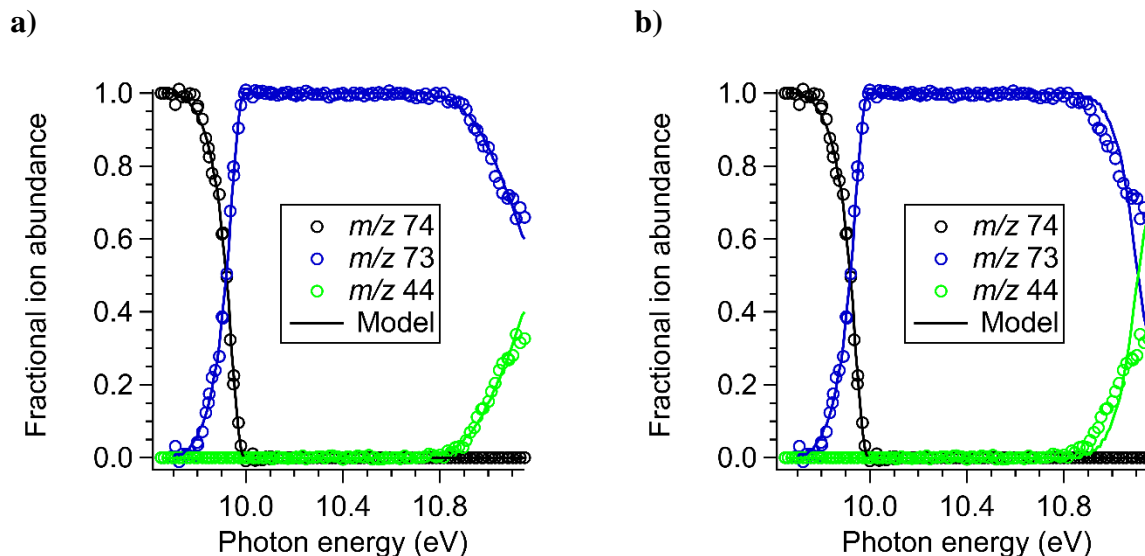 a)
b)
Fractional ion abundance
1.0
0.8
0.6
0.4
0.2
0.0
m/z 74
m/z 73
m/z 44
Model
10.0
10.4
10.8
Photon energy (eV)
Fractional ion abundance
1.0
0.8
0.6
0.4
0.2
0.0
m/z 74
m/z 73
m/z 44
Model
10.0
10.4
10.8
Photon energy (eV)